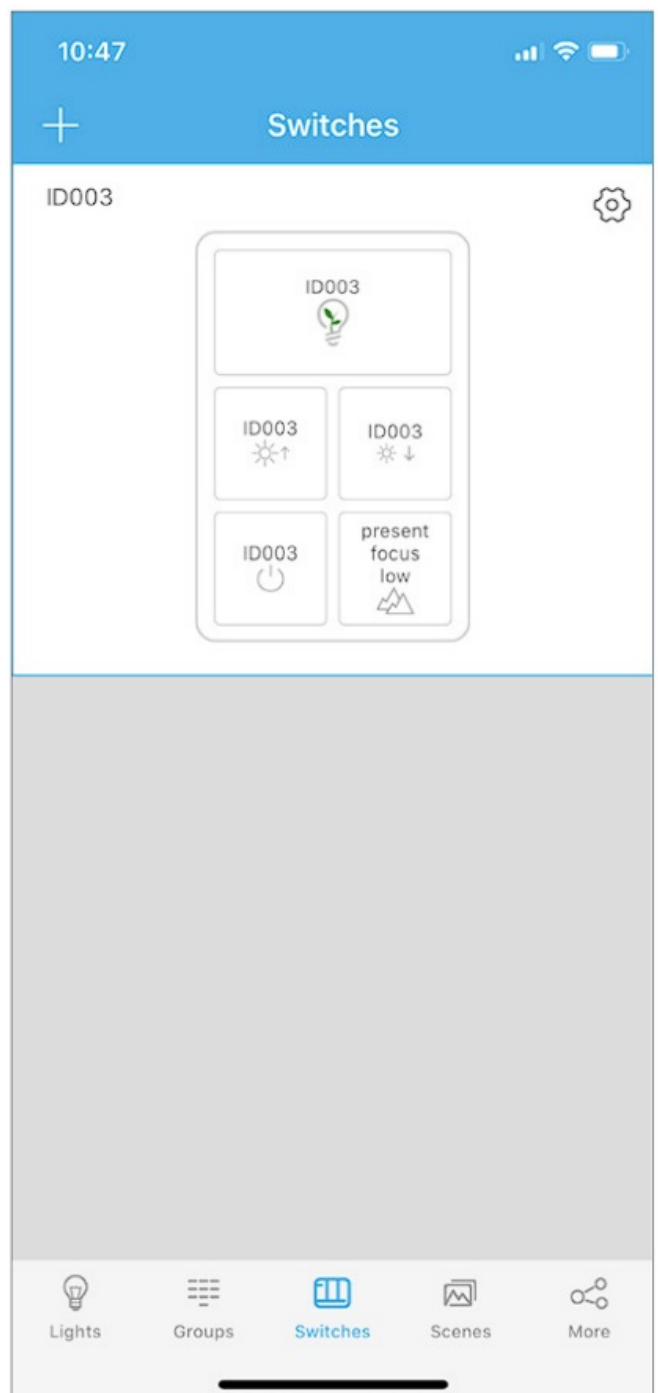 10:47
Switches
ID003
ID003
ID003
ID003
ID003
present
focus
low
Lights
Groups
Switches
Scenes
More